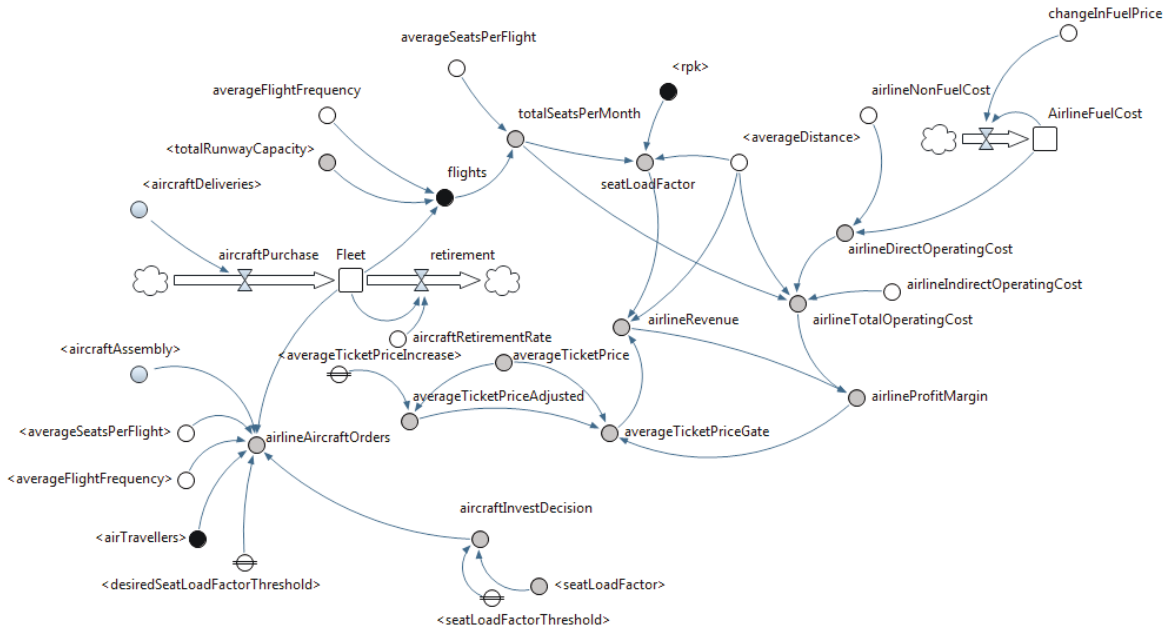 changeInFuelPrice
averageSeatsPerFlight
<rpk>
averageFlightFrequency
airlineNonFuelCost
totalSeatsPerMonth
AirlineFuelCost
<averageDistance>
<totalRunwayCapacity>
flights
seatLoadFactor
<aircraftDeliveries>
airlineDirectOperatingCost
aircraftPurchase
Fleet
retirement
airlineIndirectOperatingCost
airlineRevenue
airlineTotalOperatingCost
aircraftRetirementRate
<aircraftAssembly>
<averageTicketPriceIncrease>
averageTicketPrice
averageTicketPriceAdjusted
airlineProfitMargin
<averageSeatsPerFlight>
airlineAircraftOrders
averageTicketPriceGate
<averageFlightFrequency>
aircraftInvestDecision
<airTravellers>
<desiredSeatLoadFactorThreshold>
<seatLoadFactor>
<seatLoadFactorThreshold>